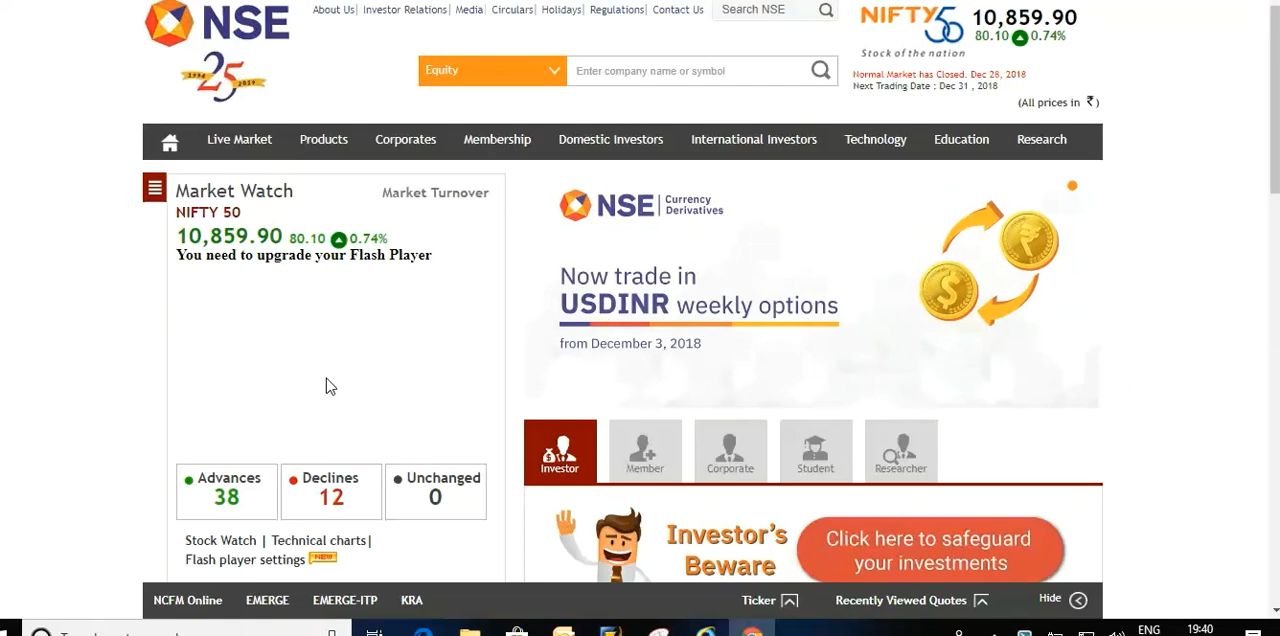 NSE
1994 25 2019
About Us| Investor Relations| Media| Circulars| Holidays| Regulations| Contact Us
Search NSE
Equity
Enter company name or symbol
NIFTY50
Stock of the nation
10,859.90
80.10 0.74%
Normal Market has Closed. Dec 28, 2018
Next Trading Date : Dec 31 , 2018
(All prices in ₹ )
Live Market Products Corporates Membership Domestic Investors International Investors Technology Education Research
Market Watch Market Turnover
NIFTY 50
10,859.90 80.10 0.74%
You need to upgrade your Flash Player
Advances
38
Declines
12
Unchanged
0
Stock Watch | Technical charts|
Flash player settings NEW
NSE | Currency Derivatives
Now trade in
USDINR weekly options
from December 3, 2018
Investor Member Corporate Student Researcher
Investor's
Beware
Click here to safeguard
your investments
NCFM Online EMERGE EMERGE-ITP KRA Ticker Recently Viewed Quotes Hide
ENG 19:40